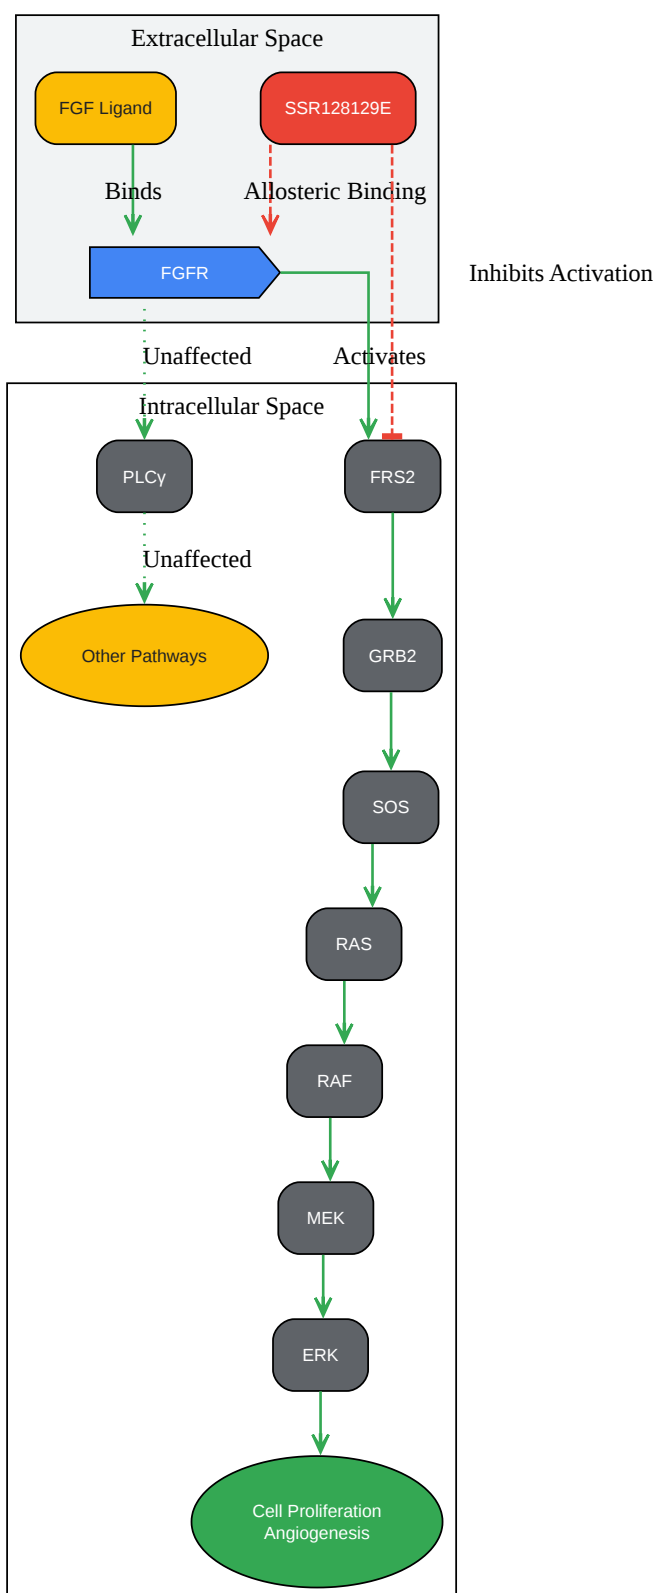 Extracellular Space
FGF Ligand
SSR128129E
Binds
Allosteric Binding
FGFR
Inhibits Activation
Unaffected
Activates
Intracellular Space
PLCγ
FRS2
Unaffected
Other Pathways
GRB2
SOS
RAS
RAF
MEK
ERK
Cell Proliferation
Angiogenesis